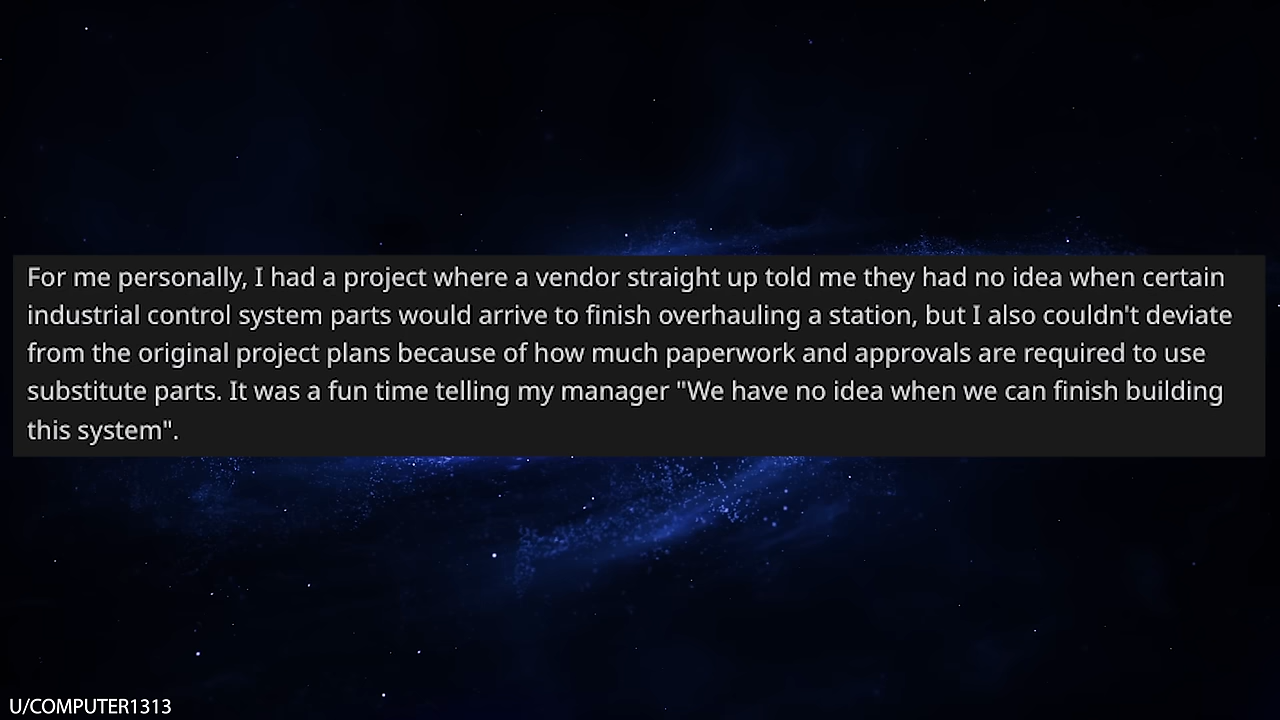 For me personally, I had a project where a vendor straight up told me they had no idea when certain
industrial control system parts would arrive to finish overhauling a station, but I also couldn't deviate
from the original project plans because of how much paperwork and approvals are required to use
substitute parts. It was a fun time telling my manager "We have no idea when we can finish building
this system".
U/COMPUTER1313